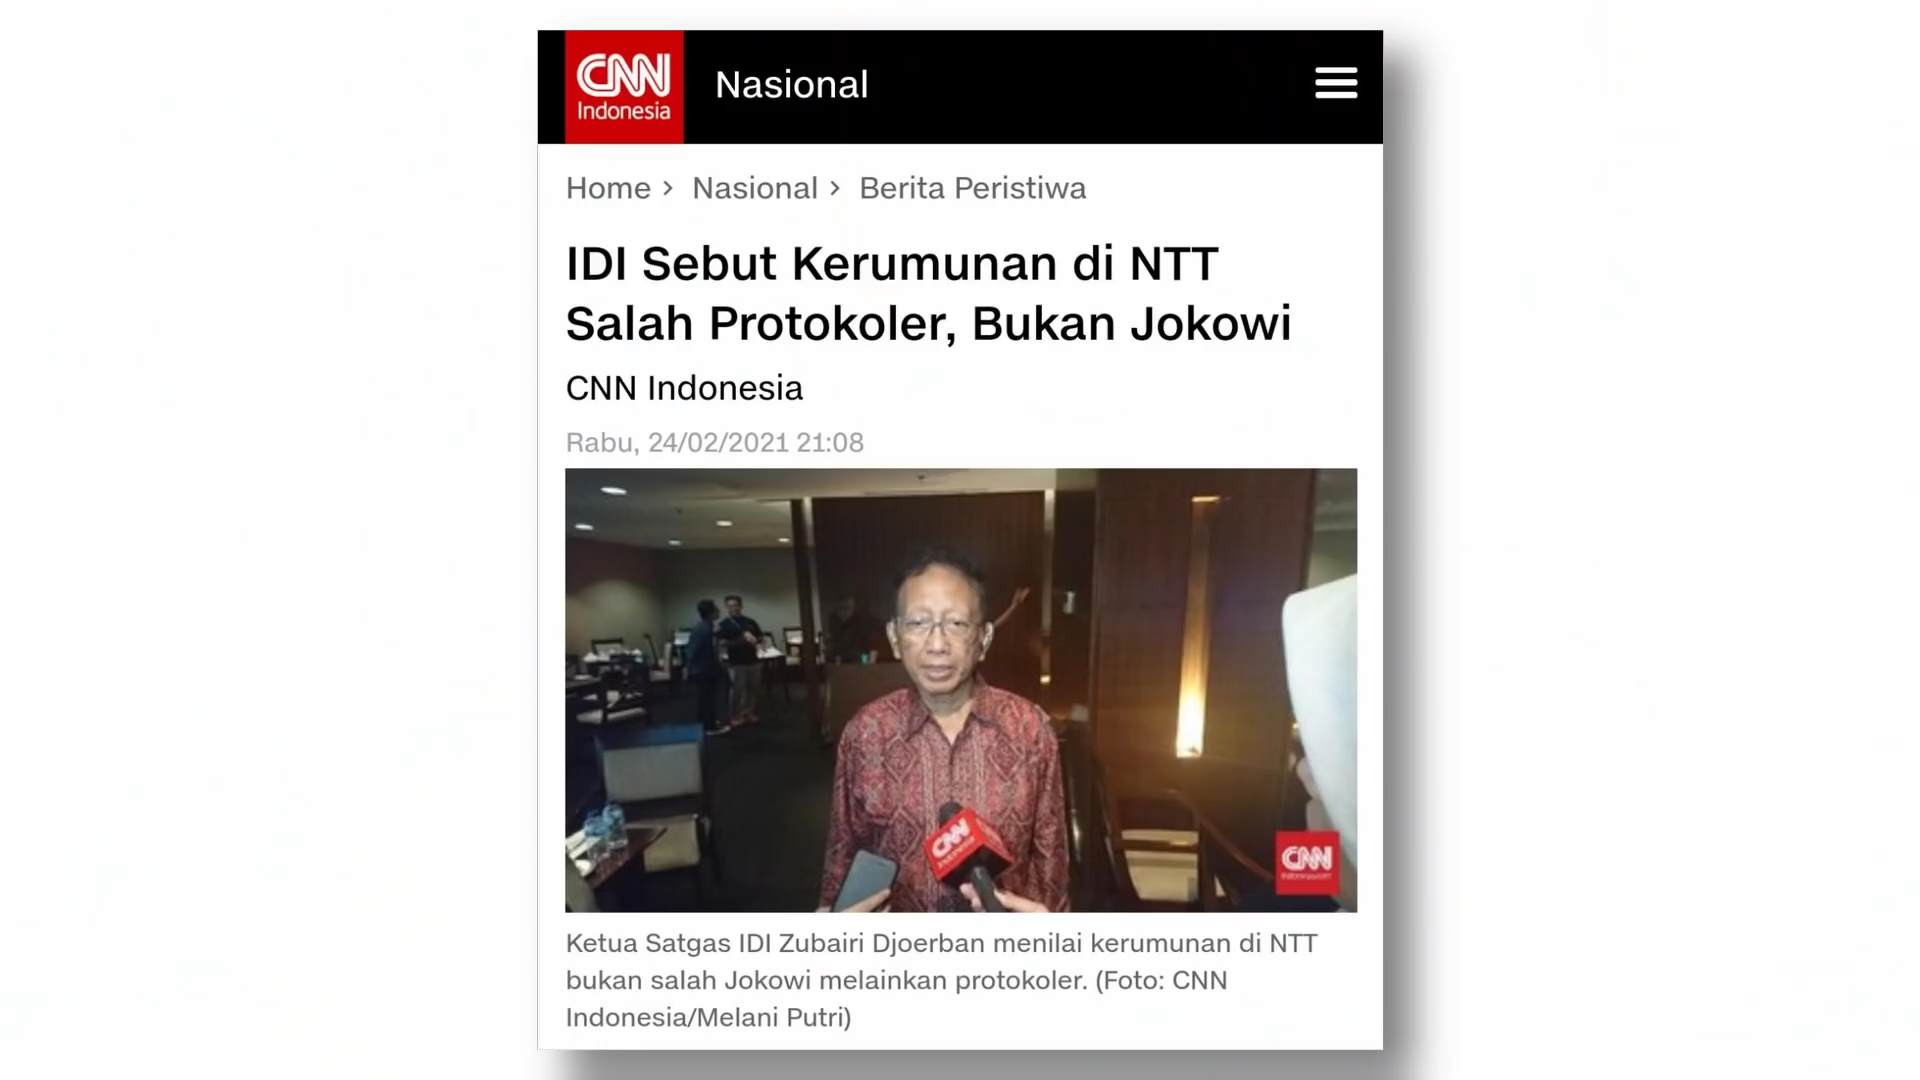 CNN
Indonesia
Nasional
Home > Nasional > Berita Peristiwa
IDI Sebut Kerumunan di NTT
Salah Protokoler, Bukan Jokowi
CNN Indonesia
Rabu, 24/02/2021 21:08
CNN
Indonesia
CNN
Ketua Satgas IDI Zubairi Djoerban menilai kerumunan di NTT
bukan salah Jokowi melainkan protokoler. (Foto: CNN
Indonesia/Melani Putri)